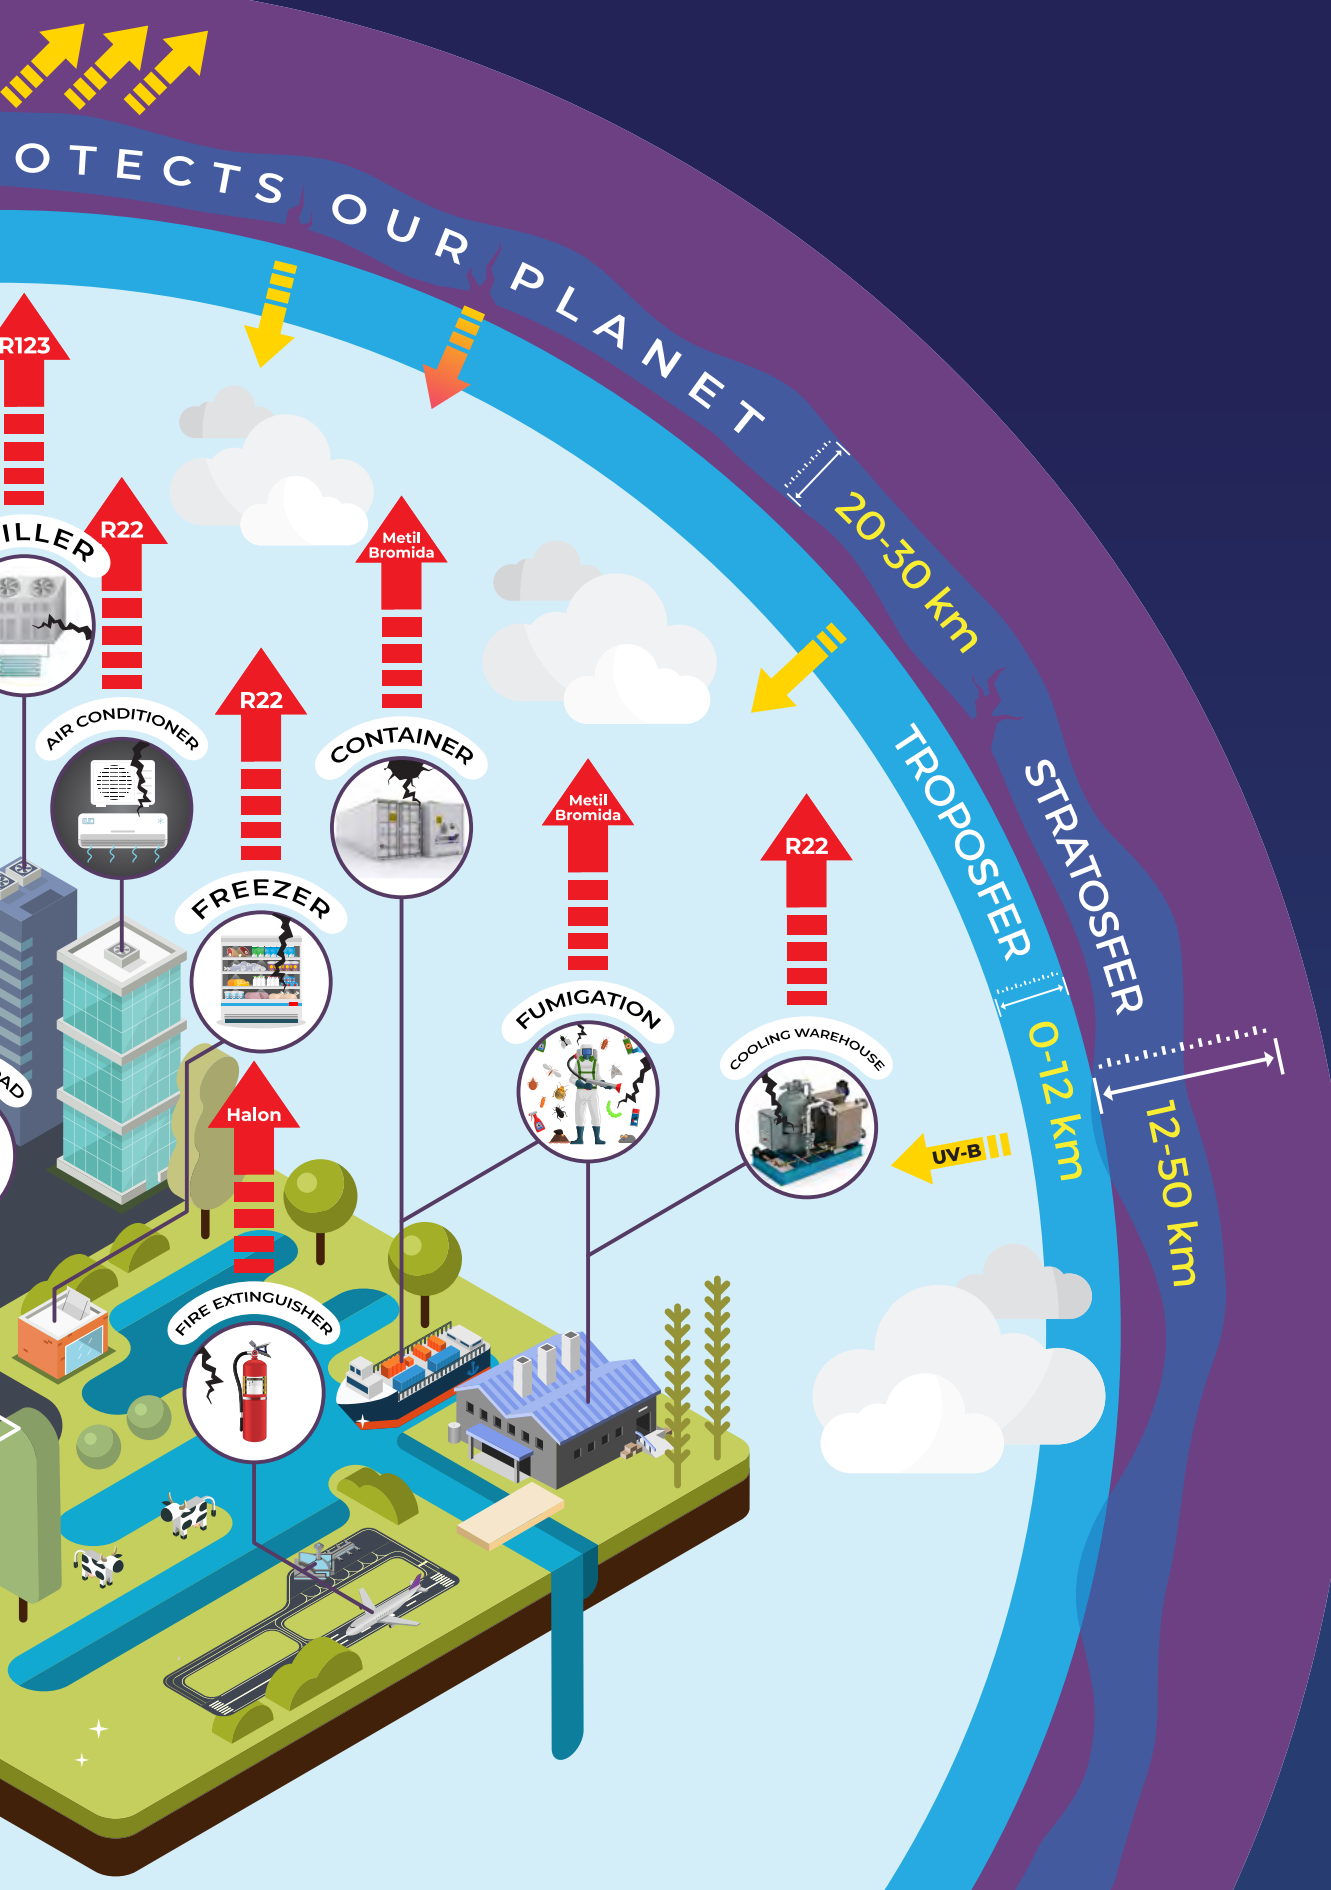 OTECTS OUR PLANET
R123
ILLER
R22
Metil
Bromida
20-30 km
AIR CONDITIONER
R22
CONTAINER
TROPOSFER
STRATOSFER
Metil
Bromida
R22
FREEZER
FUMIGATION
COOLING WAREHOUSE
0-12 km
12-50 km
PAD
Halon
UV-B
FIRE EXTINGUISHER